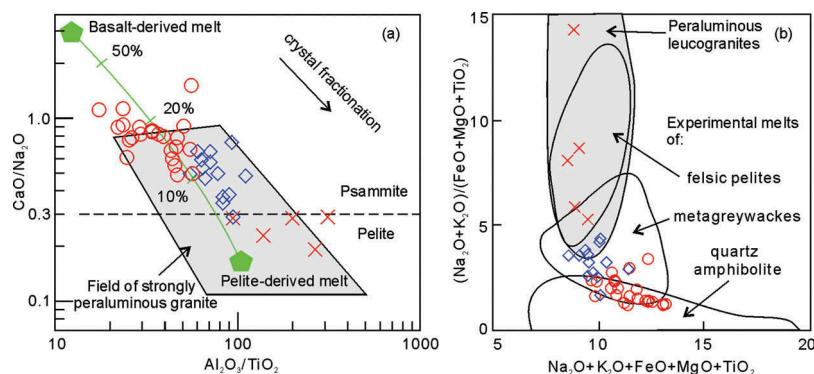 Basalt-derived melt
(a)
50%
20%
10%
crystal fractionation
Psammite
Pelite
Field of strongly
peraluminous granite
Pelite-derived melt
CaO/Na₂O
1.0
0.3
0.1
10
100
1000
Al₂O₃/TiO₂
(b)
Peraluminous
leucogranites
Experimental melts
of:
felsic pelites
metagreywackes
quartz
amphibolite
(Na₂O+K₂O)/(FeO+MgO+TiO₂)
15
10
5
0
5
10
15
20
Na₂O+K₂O+FeO+MgO+TiO₂